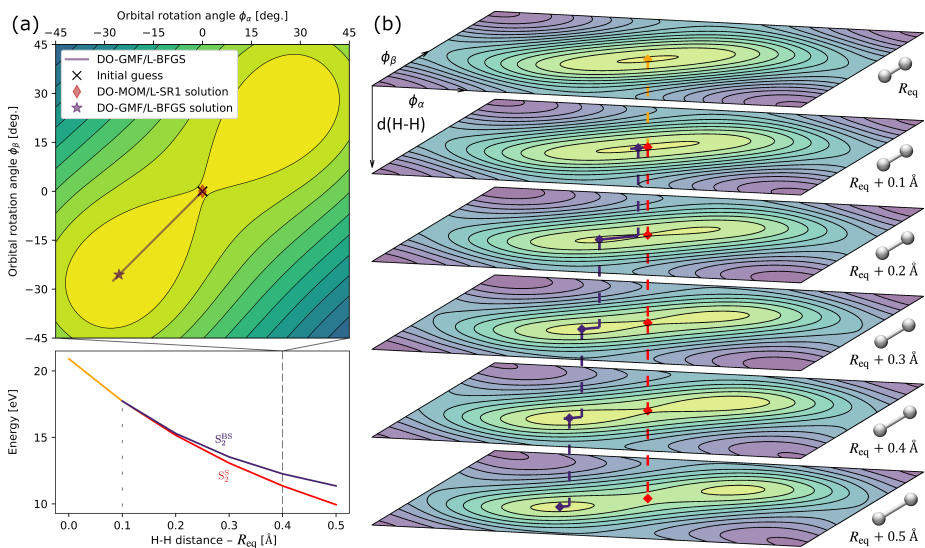 (a)
Orbital rotation angle ϕα [deg.]
−45 −30 −15 0 15 30 45
Orbital rotation angle ϕβ [deg.]
45
30
15
0
−15
−30
−45
DO-GMF/L-BFGS
Initial guess
DO-MOM/L-SR1 solution
DO-GMF/L-BFGS solution
Energy [eV]
20
15
10
S₂ᴮˢ
S₂ˢ
0.0 0.1 0.2 0.3 0.4 0.5
H-H distance – Req [Å]
(b)
ϕβ
ϕα
d(H-H)
Req
Req + 0.1 Å
Req + 0.2 Å
Req + 0.3 Å
Req + 0.4 Å
Req + 0.5 Å